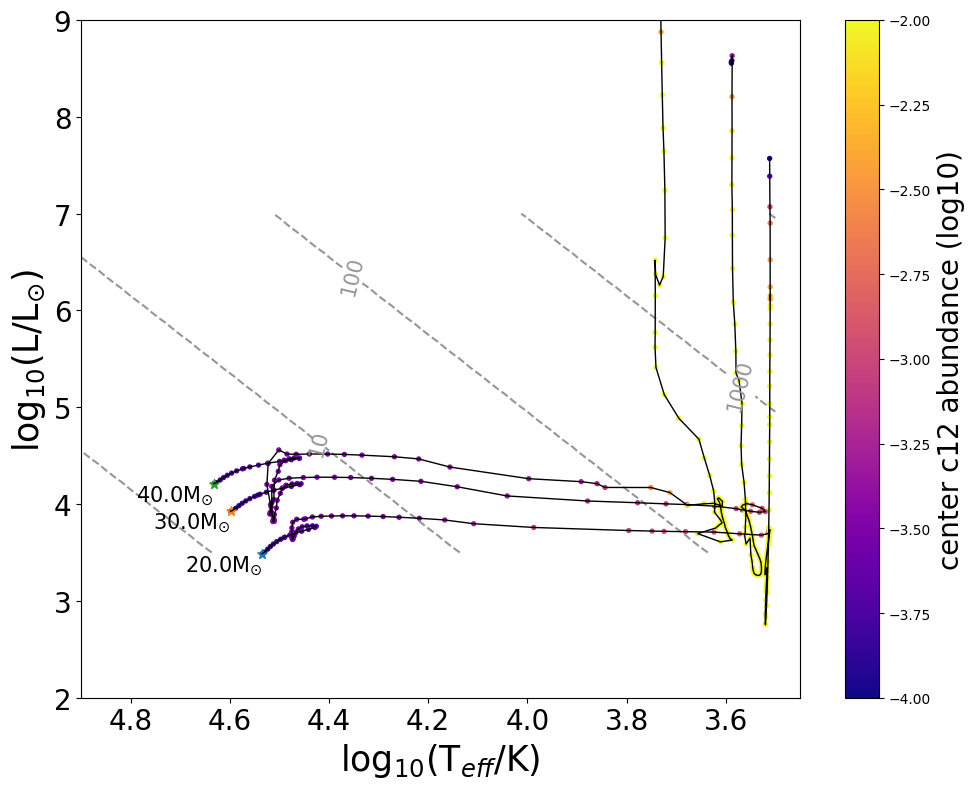 9
8
7
6
5
4
3
2
log₁₀(L/L⊙)
4.8 4.6 4.4 4.2 4.0 3.8 3.6
log₁₀(T_eff/K)
100
1000
10
40.0M⊙
30.0M⊙
20.0M⊙
−2.00
−2.25
−2.50
−2.75
−3.00
−3.25
−3.50
−3.75
−4.00
center c12 abundance (log10)